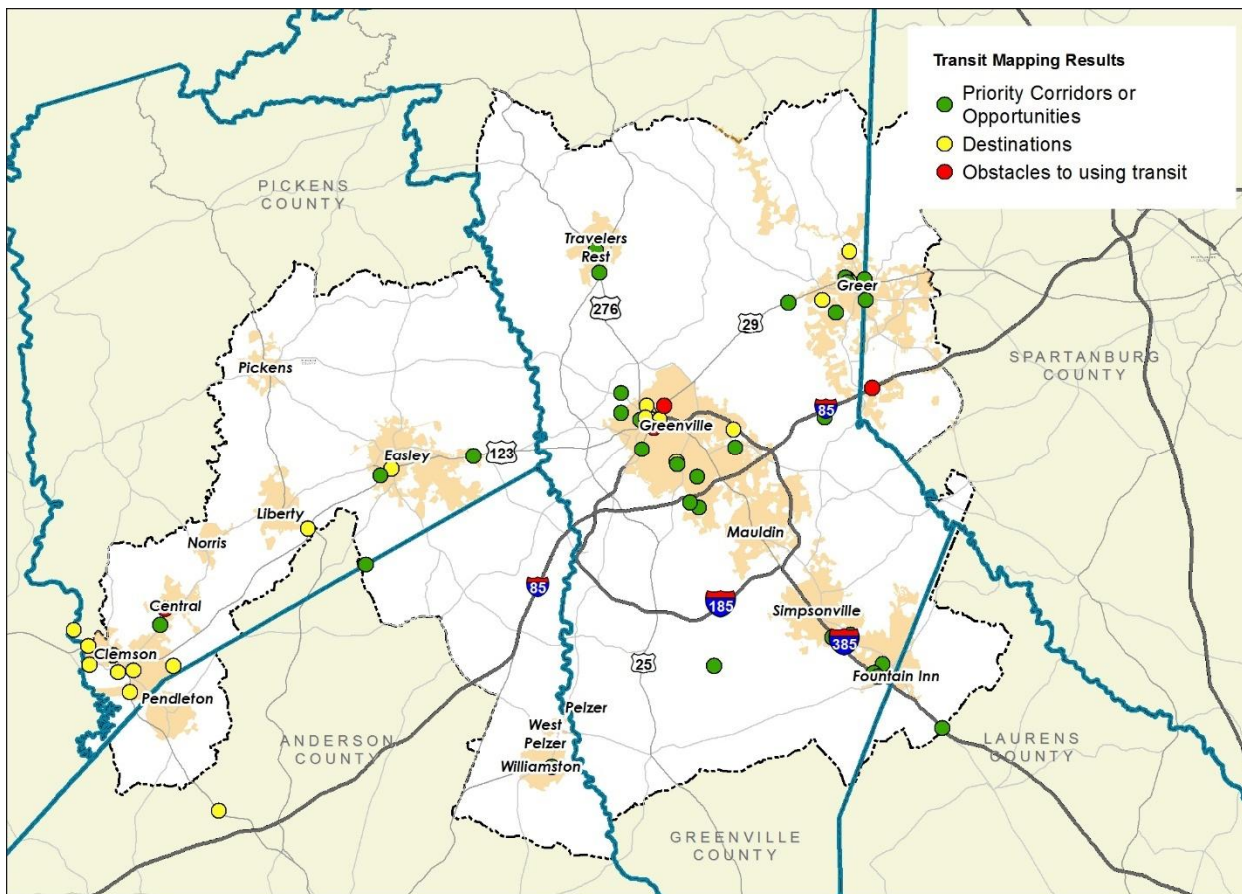 Transit Mapping Results
Priority Corridors or
Opportunities
Destinations
Obstacles to using transit
PICKENS
COUNTY
Travelers
Rest
276
29
Greer
SPARTANBURG
COUNTY
Pickens
85
Greenville
Easley
123
Liberty
Norris
Mauldin
85
185
Central
Simpsonville
385
Clemson
25
Fountain Inn
Pendleton
Pelzer
West
Pelzer
Williamston
ANDERSON
COUNTY
LAURENS
COUNTY
GREENVILLE
COUNTY